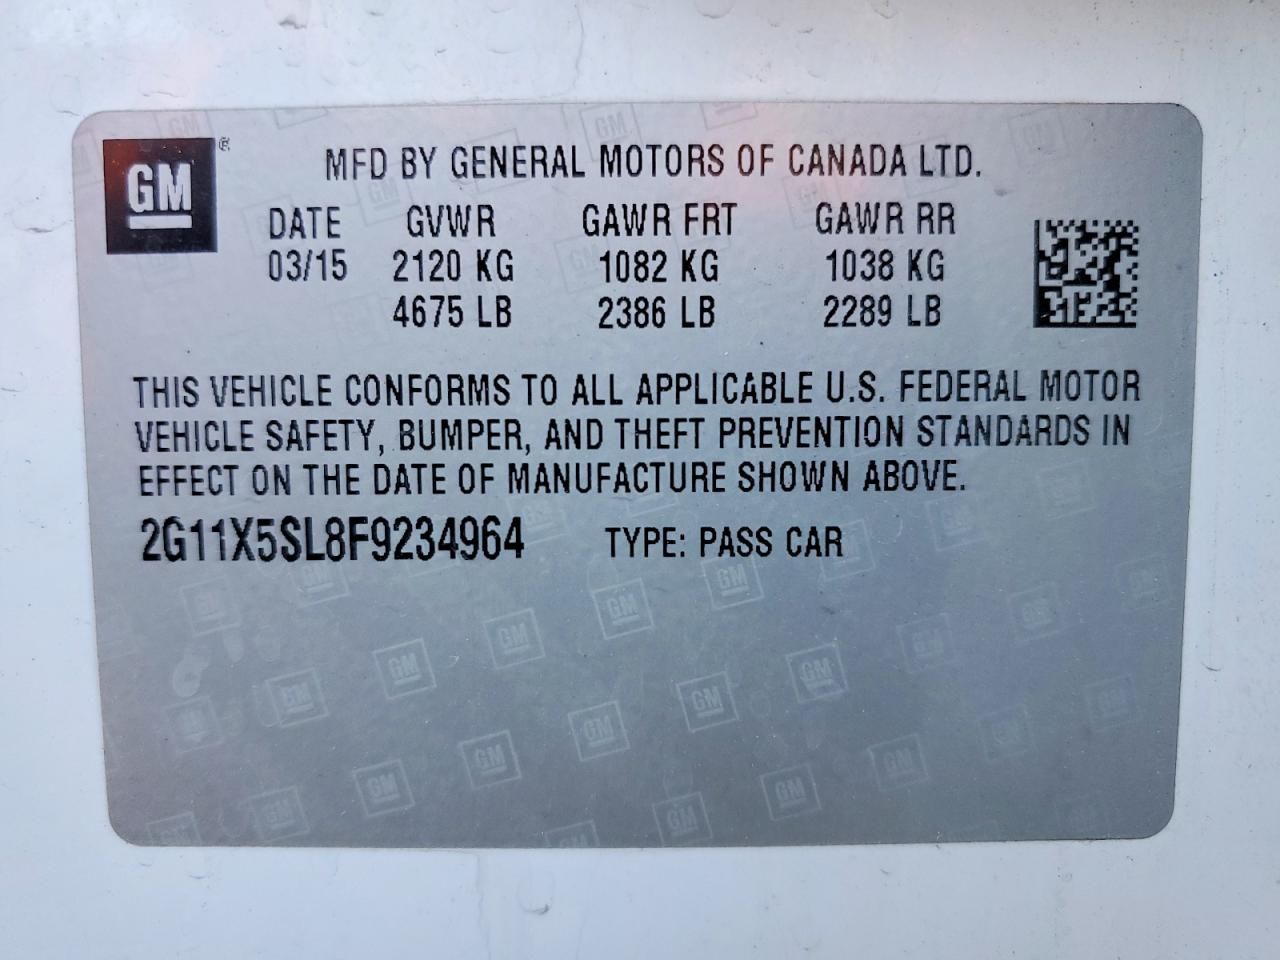 GM®
MFD BY GENERAL MOTORS OF CANADA LTD.
DATE GVWR GAWR FRT GAWR RR
03/15 2120 KG 1082 KG 1038 KG
4675 LB 2386 LB 2289 LB
THIS VEHICLE CONFORMS TO ALL APPLICABLE U.S. FEDERAL MOTOR
VEHICLE SAFETY, BUMPER, AND THEFT PREVENTION STANDARDS IN
EFFECT ON THE DATE OF MANUFACTURE SHOWN ABOVE.
2G11X5SL8F9234964 TYPE: PASS CAR